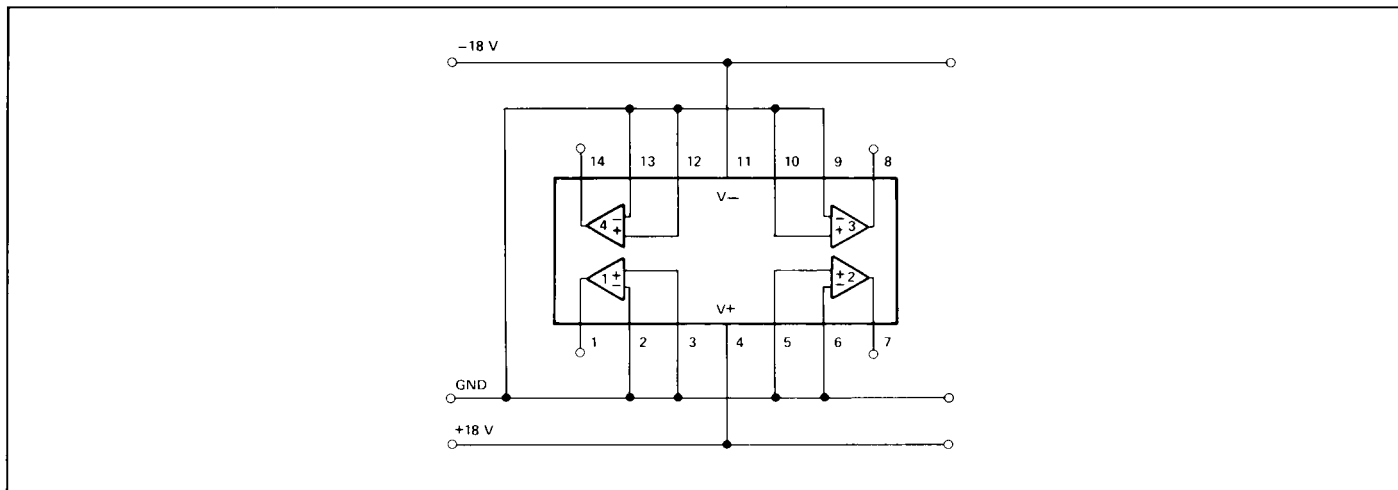 −18 V
14 13 12 11 10 9 8
V−
4 − + − + 3
1 + − + − 2
V+
1 2 3 4 5 6 7
GND
+18 V